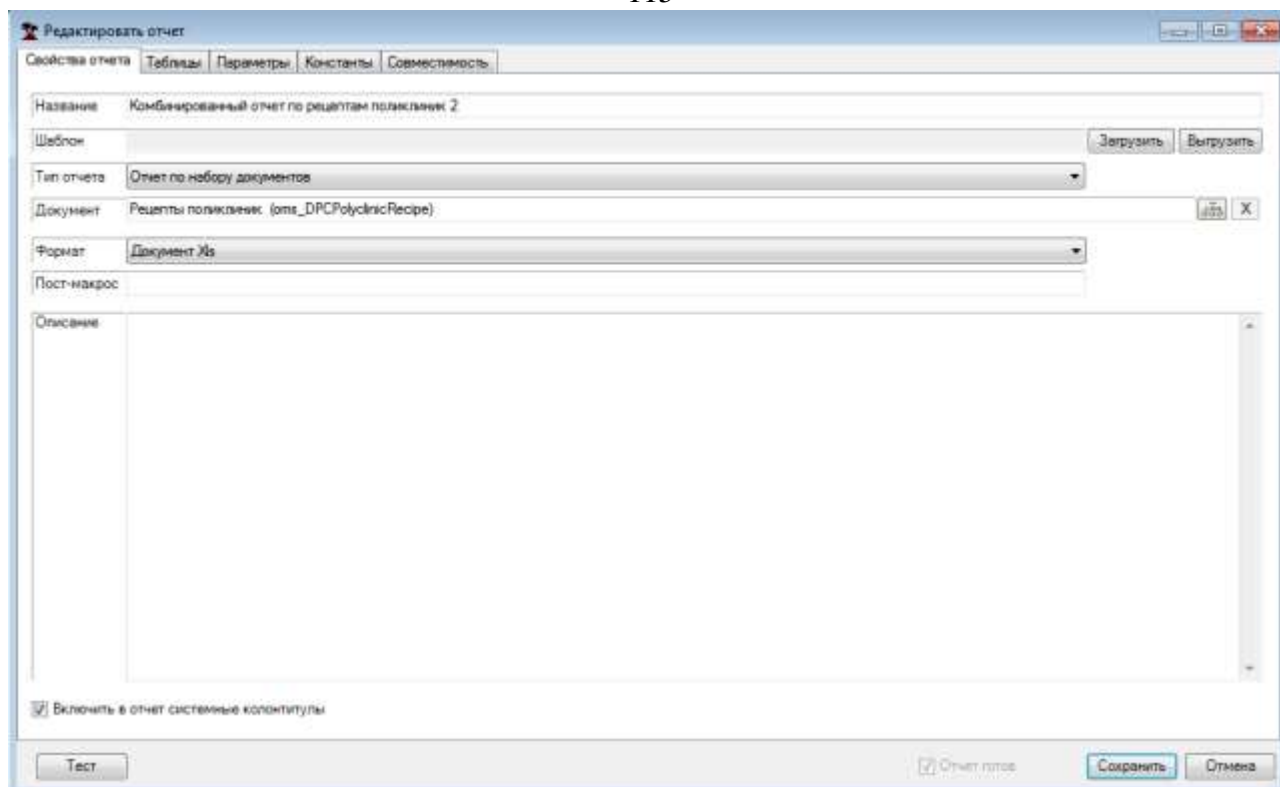 Редактировать отчет
Свойства отчета Таблицы Параметры Константы Совместимость
Название Комбинированный отчет по рецептам поликлиник 2
Шаблон Загрузить Выгрузить
Тип отчета Отчет по набору документов
Документ Рецепты поликлиник (oms_DPCPolyclinicRecipe) X
Формат Документ Xls
Пост-макрос
Описание
Включить в отчет системные колонтитулы
Тест Отчет готов Сохранить Отмена